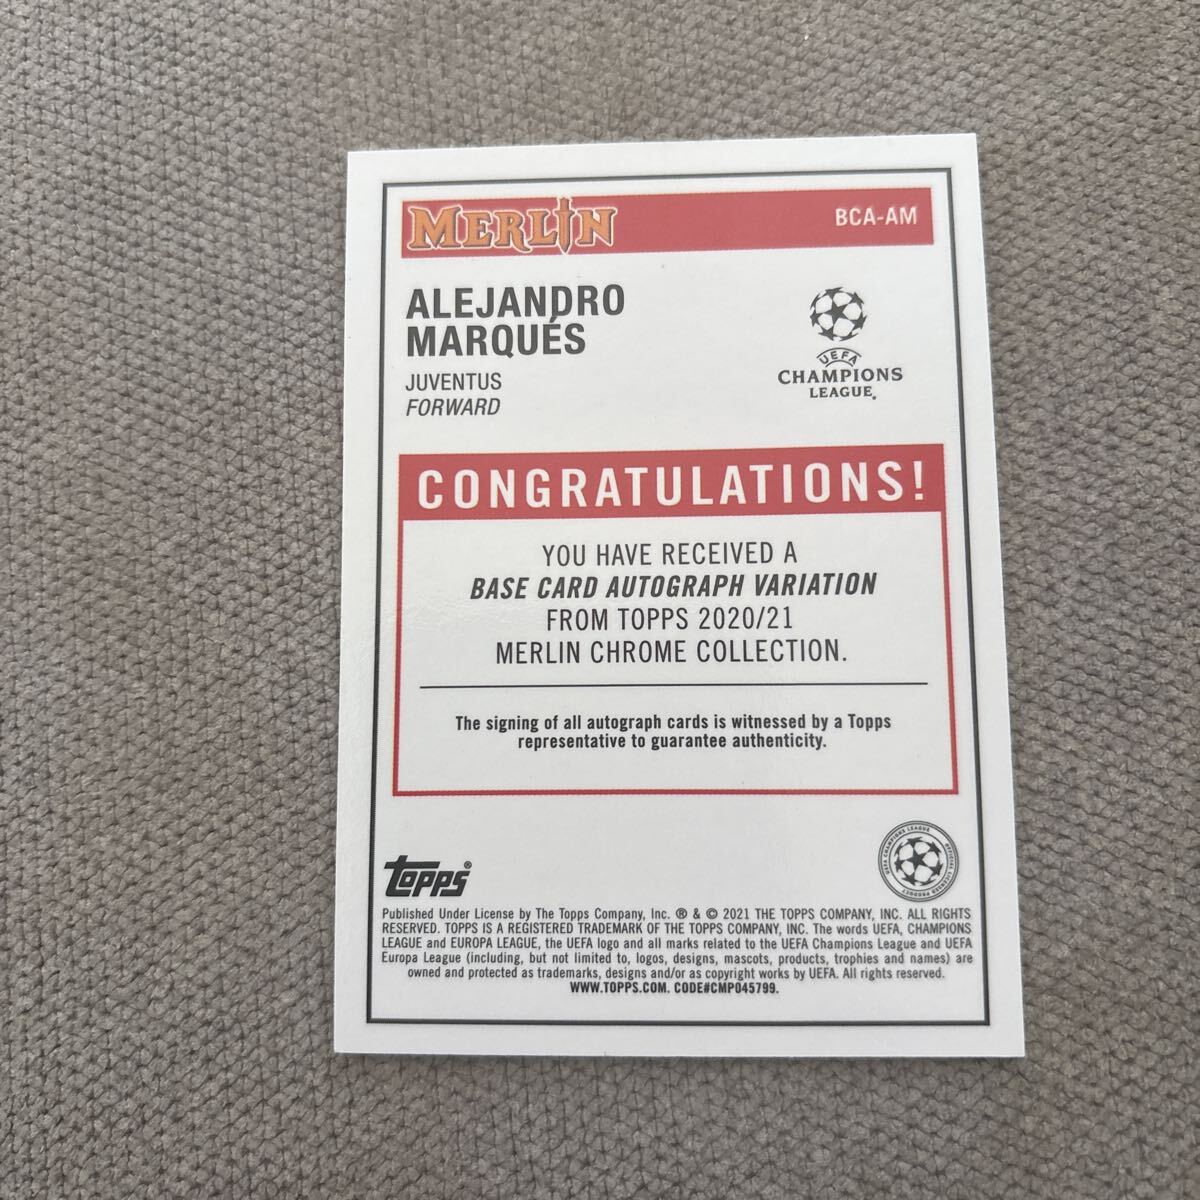 MERLIN BCA-AM
ALEJANDRO
MARQUÉS
JUVENTUS
FORWARD
UEFA
CHAMPIONS
LEAGUE.
CONGRATULATIONS!
YOU HAVE RECEIVED A
BASE CARD AUTOGRAPH VARIATION
FROM TOPPS 2020/21
MERLIN CHROME COLLECTION.
The signing of all autograph cards is witnessed by a Topps
representative to guarantee authenticity.
UEFA CHAMPIONS LEAGUE
OFFICIAL LICENSED PRODUCT
Topps®
Published Under License by The Topps Company, Inc. ® & © 2021 THE TOPPS COMPANY, INC. ALL RIGHTS
RESERVED. TOPPS IS A REGISTERED TRADEMARK OF THE TOPPS COMPANY, INC. The words UEFA, CHAMPIONS
LEAGUE and EUROPA LEAGUE, the UEFA logo and all marks related to the UEFA Champions League and UEFA
Europa League (including, but not limited to, logos, designs, mascots, products, trophies and names) are
owned and protected as trademarks, designs and/or as copyright works by UEFA. All rights reserved.
WWW.TOPPS.COM. CODE#CMP045799.